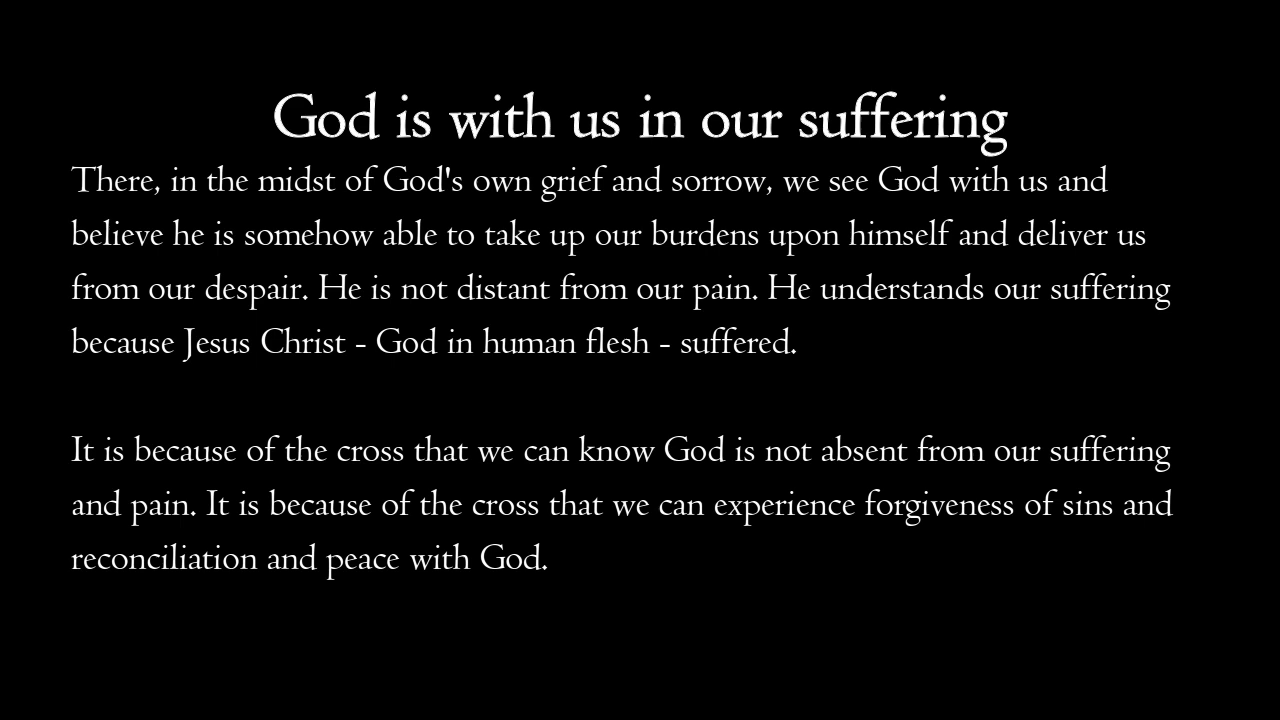 God is with us in our suffering
There, in the midst of God's own grief and sorrow, we see God with us and
believe he is somehow able to take up our burdens upon himself and deliver us
from our despair. He is not distant from our pain. He understands our suffering
because Jesus Christ - God in human flesh - suffered.
It is because of the cross that we can know God is not absent from our suffering
and pain. It is because of the cross that we can experience forgiveness of sins and
reconciliation and peace with God.